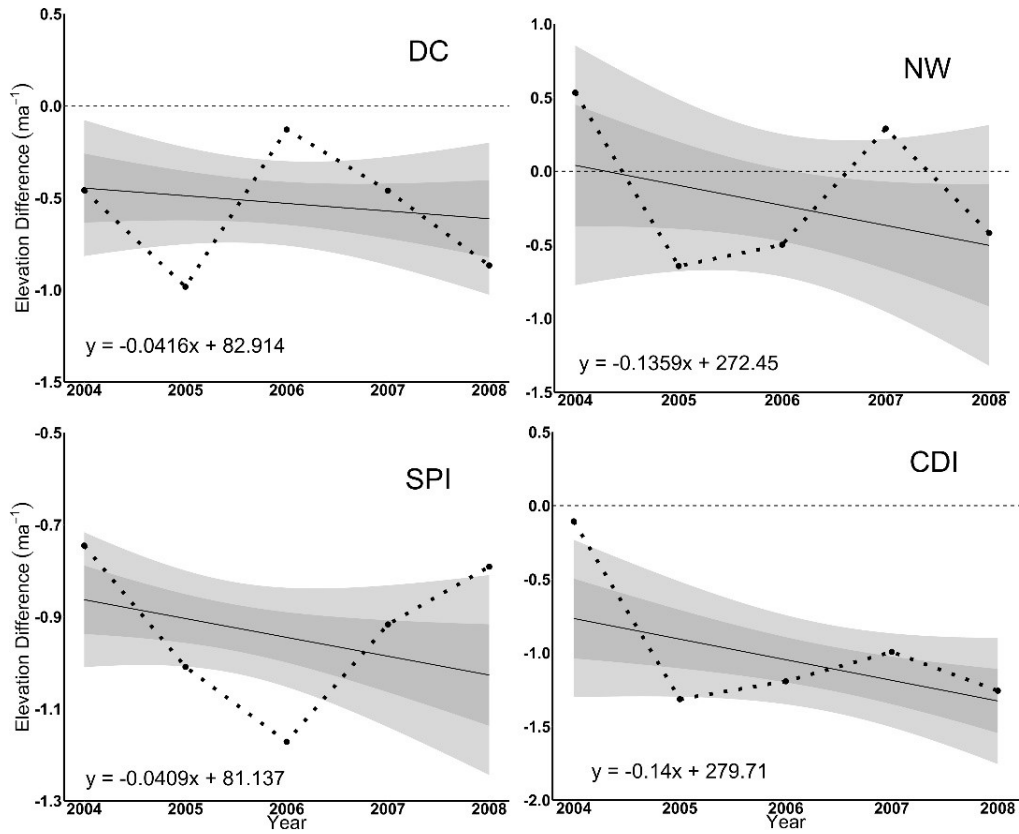 DC
Elevation Difference (ma⁻¹)
0.5
0.0
-0.5
-1.0
-1.5
y = -0.0416x + 82.914
2004 2005 2006 2007 2008
NW
1.0
0.5
0.0
-0.5
-1.0
-1.5
y = -0.1359x + 272.45
2004 2005 2006 2007 2008
SPI
Elevation Difference (ma⁻¹)
-0.5
-0.7
-0.9
-1.1
-1.3
y = -0.0409x + 81.137
2004 2005 2006 2007 2008
Year
CDI
0.5
0.0
-0.5
-1.0
-1.5
-2.0
y = -0.14x + 279.71
2004 2005 2006 2007 2008
Year